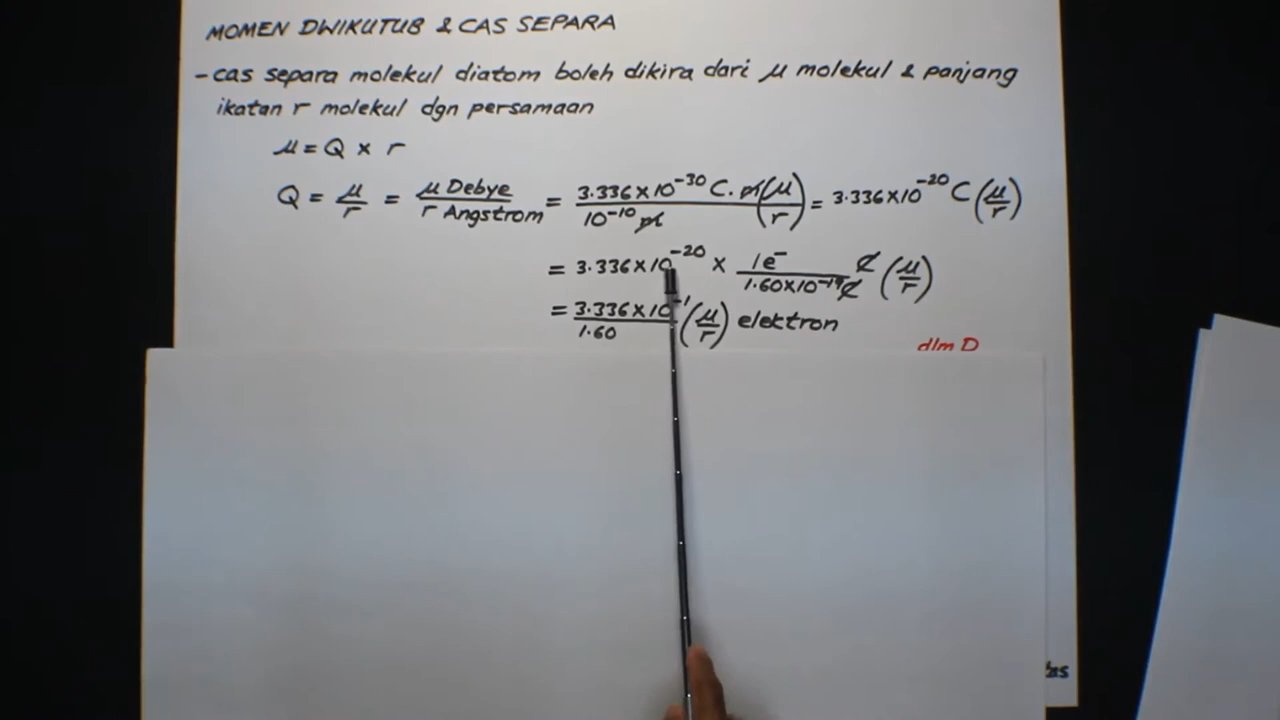 MOMEN DWIKUTUB & CAS SEPARA
- cas separa molekul diatom boleh dikira dari μ molekul & panjang
ikatan r molekul dgn persamaan
μ = Q × r
Q = μ/r = μ Debye / r Angstrom = 3.336×10⁻³⁰ C. m(μ) / 10⁻¹⁰ m (r) = 3.336×10⁻²⁰ C (μ/r)
= 3.336×10⁻²⁰ × 1e⁻ / 1.60×10⁻¹⁹ C C (μ/r)
= 3.336×10⁻¹ / 1.60 (μ/r) elektron
dlm D